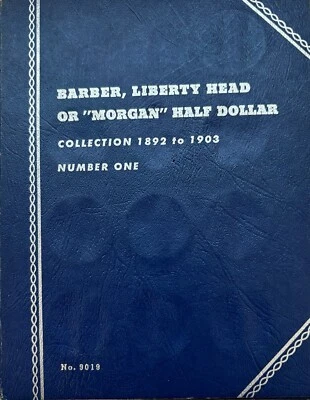 BARBER, LIBERTY HEAD
OR "MORGAN" HALF DOLLAR
COLLECTION 1892 to 1903
NUMBER ONE
No. 9019